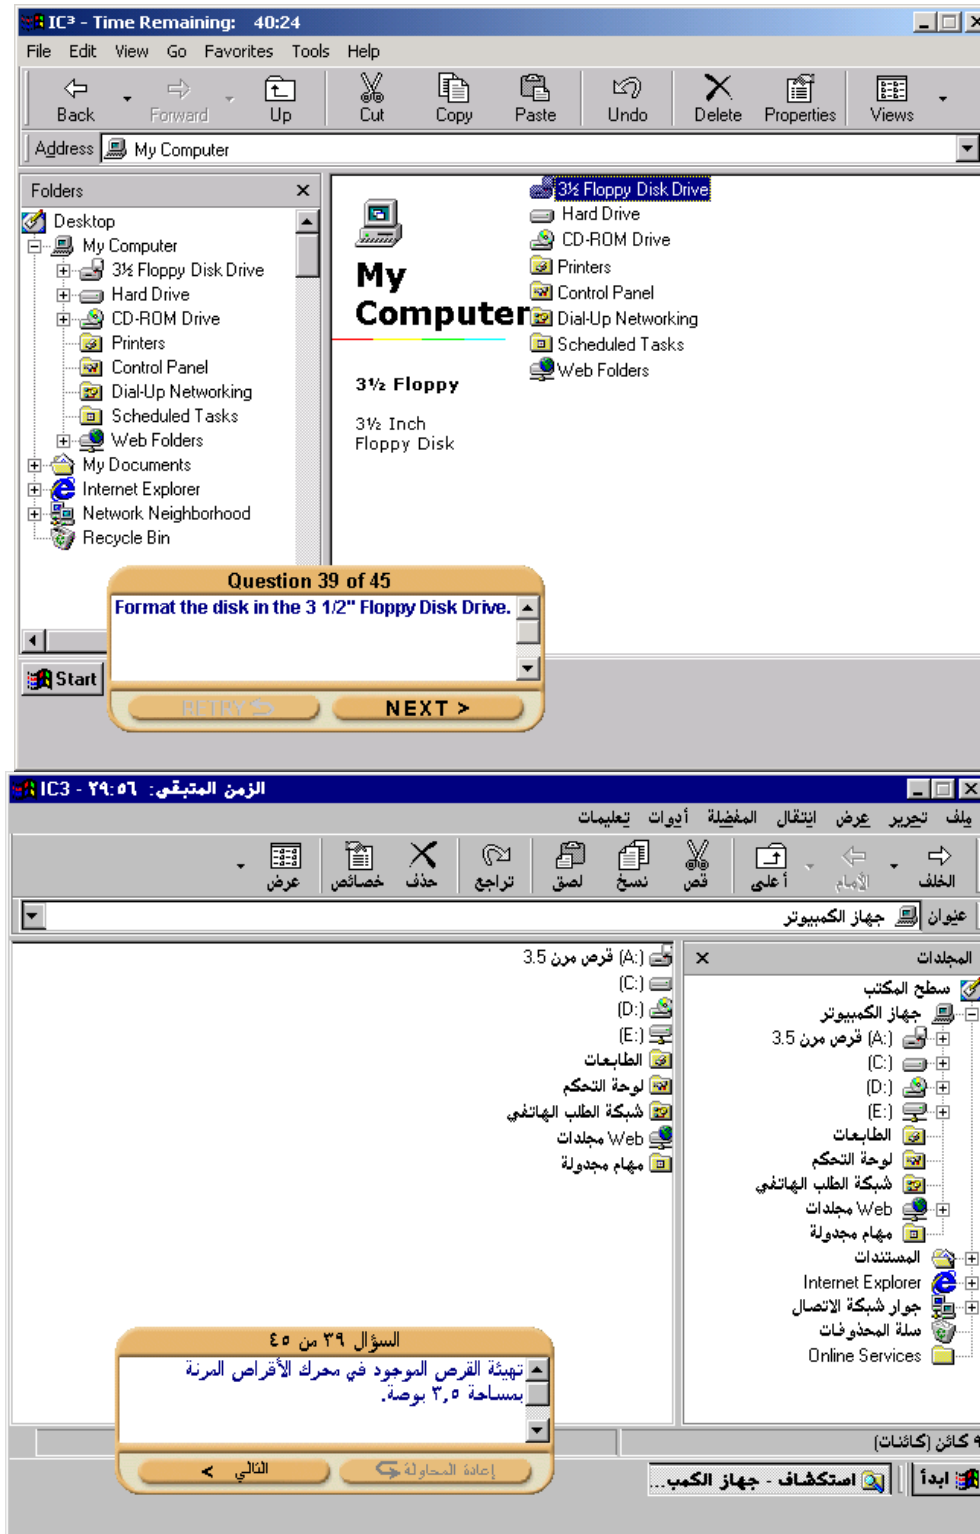 IC³ - Time Remaining: 40:24
File Edit View Go Favorites Tools Help
Back Forward Up Cut Copy Paste Undo Delete Properties Views
Address My Computer
Folders
Desktop
My Computer
3½ Floppy Disk Drive
Hard Drive
CD-ROM Drive
Printers
Control Panel
Dial-Up Networking
Scheduled Tasks
Web Folders
My Documents
Internet Explorer
Network Neighborhood
Recycle Bin
My
Computer
3½ Floppy
3½ Inch
Floppy Disk
3½ Floppy Disk Drive
Hard Drive
CD-ROM Drive
Printers
Control Panel
Dial-Up Networking
Scheduled Tasks
Web Folders
Question 39 of 45
Format the disk in the 3 1/2" Floppy Disk Drive.
RETRY NEXT >
Start
IC3 - الزمن المتبقي: ٢٩:٥٦
ملف تحرير عرض انتقال المفضلة أدوات تعليمات
الخلف الأمام أعلى قص نسخ لصق تراجع حذف خصائص عرض
عنوان جهاز الكمبيوتر
المجلدات
سطح المكتب
جهاز الكمبيوتر
(A:) قرص مرن 3.5
(C:)
(D:)
(E:)
الطابعات
لوحة التحكم
شبكة الطلب الهاتفي
Web مجلدات
مهام مجدولة
المستندات
Internet Explorer
جوار شبكة الاتصال
سلة المحذوفات
Online Services
(A:) قرص مرن 3.5
(C:)
(D:)
(E:)
الطابعات
لوحة التحكم
شبكة الطلب الهاتفي
Web مجلدات
مهام مجدولة
السؤال ٣٩ من ٤٥
تهيئة القرص الموجود في محرك الأقراص المرنة
بمساحة ٣,٥ بوصة.
إعادة المحاولة التالي >
٩ كائن (كائنات)
ابدأ استكشاف - جهاز الكمب...